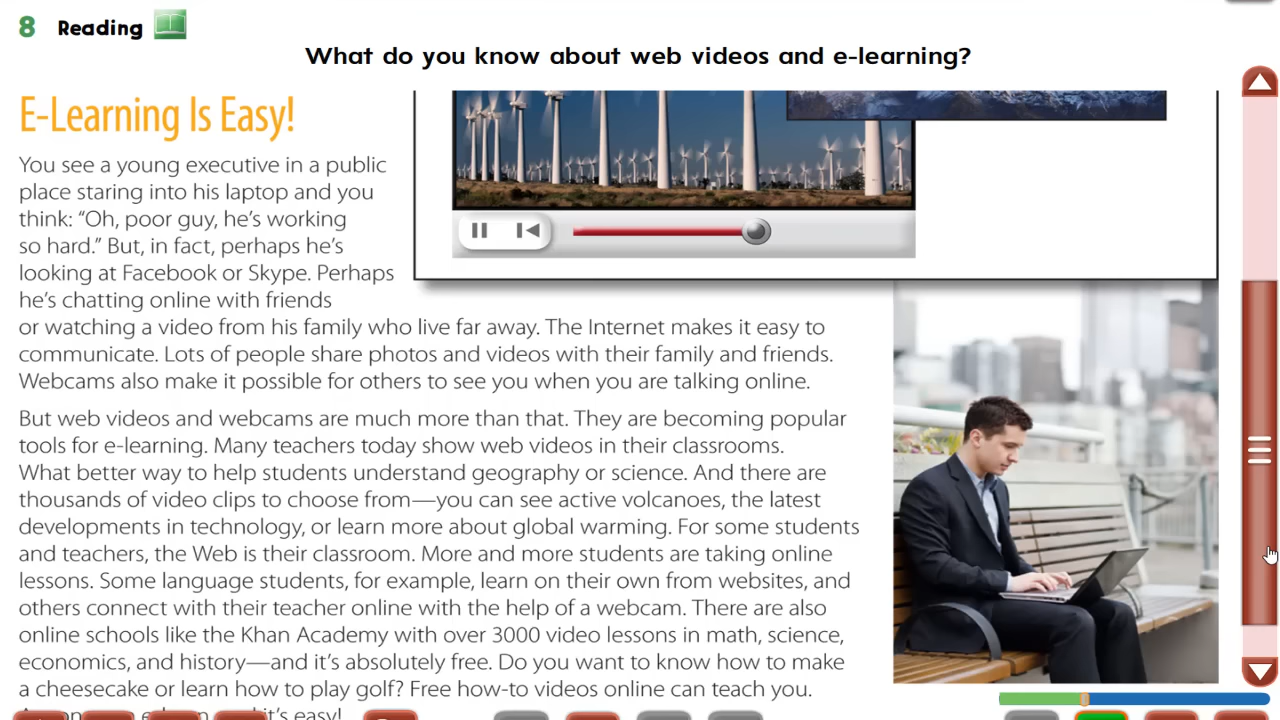 8 Reading
What do you know about web videos and e-learning?
E-Learning Is Easy!
You see a young executive in a public
place staring into his laptop and you
think: “Oh, poor guy, he’s working
so hard.” But, in fact, perhaps he’s
looking at Facebook or Skype. Perhaps
he’s chatting online with friends
or watching a video from his family who live far away. The Internet makes it easy to
communicate. Lots of people share photos and videos with their family and friends.
Webcams also make it possible for others to see you when you are talking online.
But web videos and webcams are much more than that. They are becoming popular
tools for e-learning. Many teachers today show web videos in their classrooms.
What better way to help students understand geography or science. And there are
thousands of video clips to choose from—you can see active volcanoes, the latest
developments in technology, or learn more about global warming. For some students
and teachers, the Web is their classroom. More and more students are taking online
lessons. Some language students, for example, learn on their own from websites, and
others connect with their teacher online with the help of a webcam. There are also
online schools like the Khan Academy with over 3000 video lessons in math, science,
economics, and history—and it’s absolutely free. Do you want to know how to make
a cheesecake or learn how to play golf? Free how-to videos online can teach you.
it’s easy!